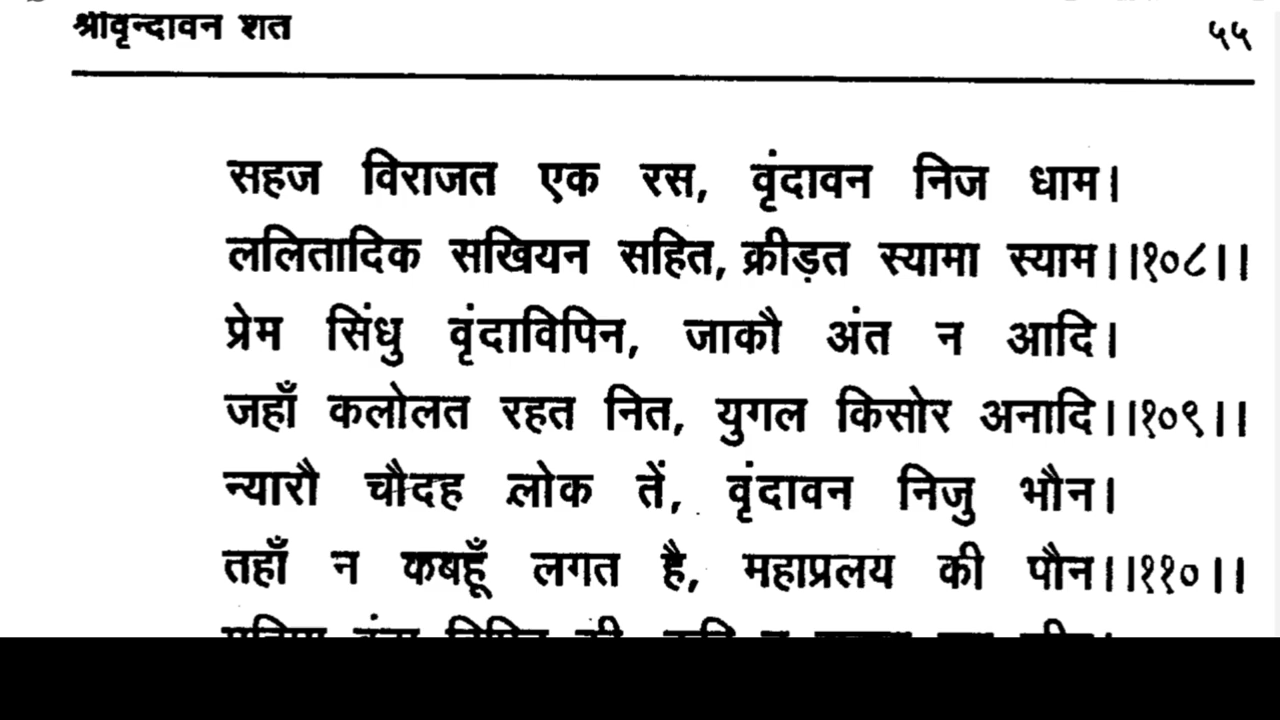 श्रीवृन्दावन शत ५५
सहज विराजत एक रस, वृंदावन निज धाम।
ललितादिक सखियन सहित, क्रीड़त स्यामा स्याम।।१०८।।
प्रेम सिंधु वृंदाविपिन, जाकौ अंत न आदि।
जहाँ कलोलत रहत नित, युगल किसोर अनादि।।१०९।।
न्यारौ चौदह लोक तें, वृंदावन निजु भौन।
तहाँ न कबहूँ लगत है, महाप्रलय की पौन।।११०।।